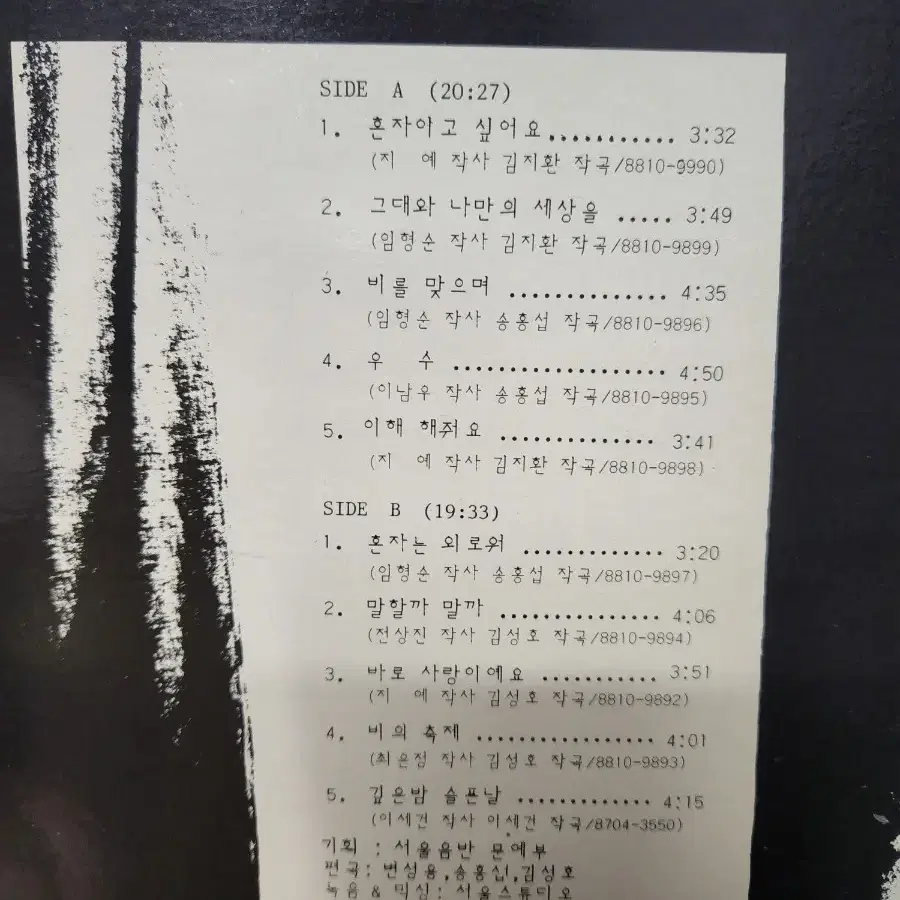 SIDE A (20:27)
1. 혼자아고 싶어요........... 3:32
(지 예 작사 김지환 작곡/8810-9990)
2. 그대와 나만의 세상을 ..... 3:49
(임형순 작사 김지환 작곡/8810-9899)
3. 비를 맞으며 .............. 4:35
(임형순 작사 송홍섭 작곡/8810-9896)
4. 우 수 ................... 4:50
(이남우 작사 송홍섭 작곡/8810-9895)
5. 이해 해줘요 .............. 3:41
(지 예 작사 김지환 작곡/8810-9898)
SIDE B (19:33)
1. 혼자는 외로워 ............. 3:20
(임형순 작사 송홍섭 작곡/8810-9897)
2. 말할까 말까 ............... 4:06
(전상진 작사 김성호 작곡/8810-9894)
3. 바로 사랑이예요 ........... 3:51
(지 예 작사 김성호 작곡/8810-9892)
4. 비의 축제 ................. 4:01
(최은정 작사 김성호 작곡/8810-9893)
5. 깊은밤 슬픈날 ............. 4:15
(이세건 작사 이세건 작곡/8704-3550)
기획 : 서울음반 문예부
편곡: 변성용,송홍섭,김성호
녹음 & 믹싱: 서울스튜디오